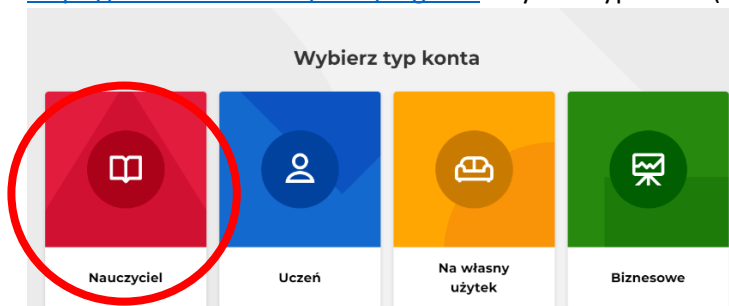 Wybierz typ konta
Nauczyciel
Uczeń
Na własny
użytek
Biznesowe